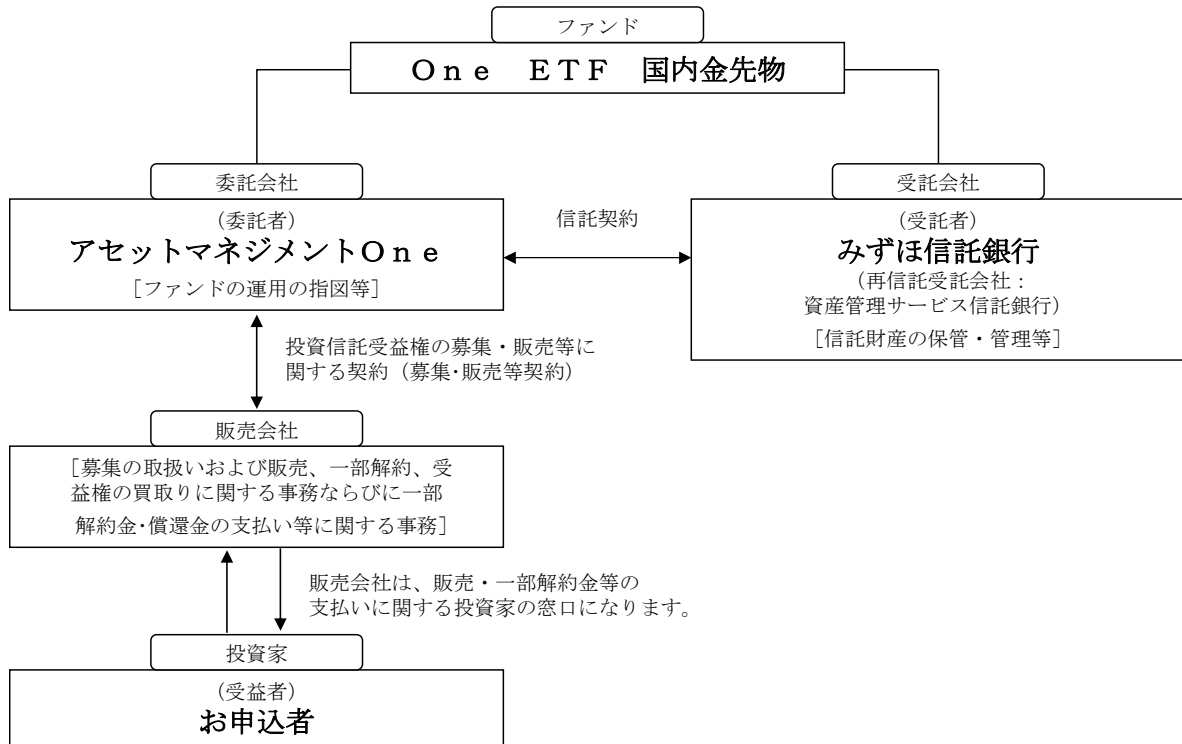 ファンド
Ｏｎｅ　ＥＴＦ　国内金先物
委託会社
（委託者）
アセットマネジメントＯｎｅ
［ファンドの運用の指図等］
信託契約
受託会社
（受託者）
みずほ信託銀行
（再信託受託会社：
資産管理サービス信託銀行）
［信託財産の保管・管理等］
投資信託受益権の募集・販売等に
関する契約（募集･販売等契約）
販売会社
［募集の取扱いおよび販売、一部解約、受
益権の買取りに関する事務ならびに一部
解約金･償還金の支払い等に関する事務］
販売会社は、販売・一部解約金等の
支払いに関する投資家の窓口になります。
投資家
（受益者）
お申込者